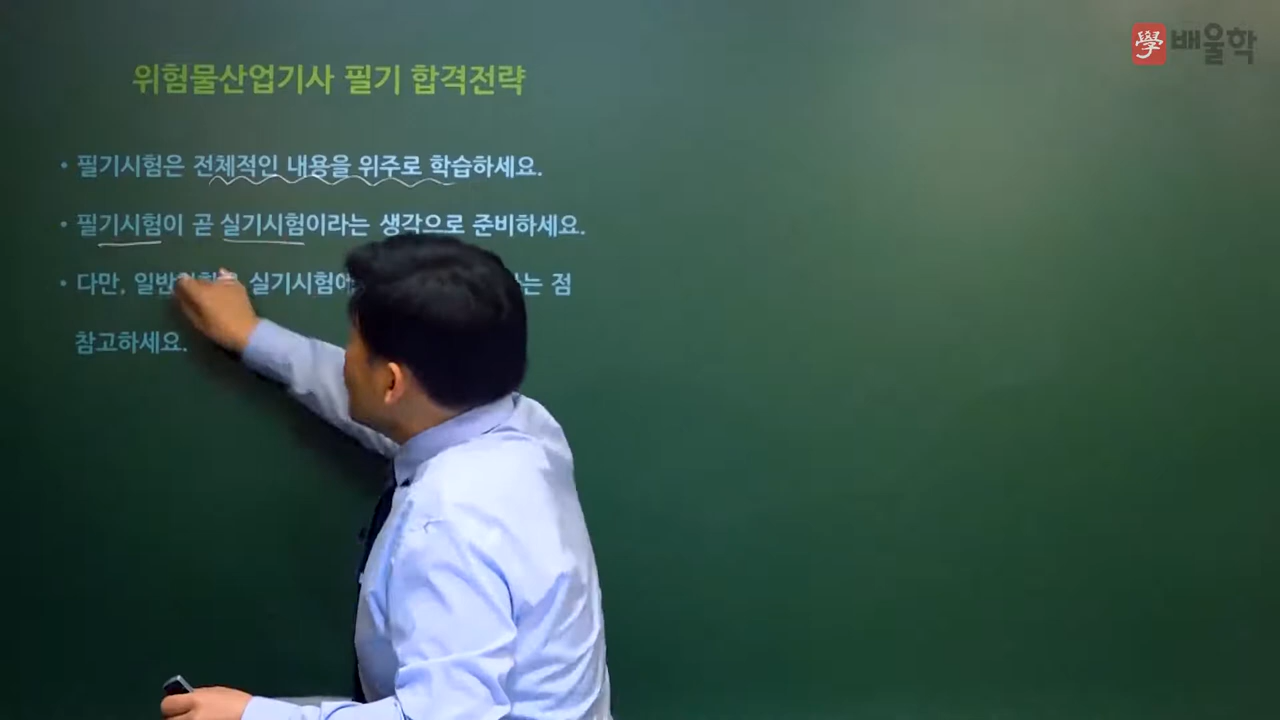 學 배울학
위험물산업기사 필기 합격전략
• 필기시험은 전체적인 내용을 위주로 학습하세요.
• 필기시험이 곧 실기시험이라는 생각으로 준비하세요.
• 다만, 실기시험에 는 점
참고하세요.